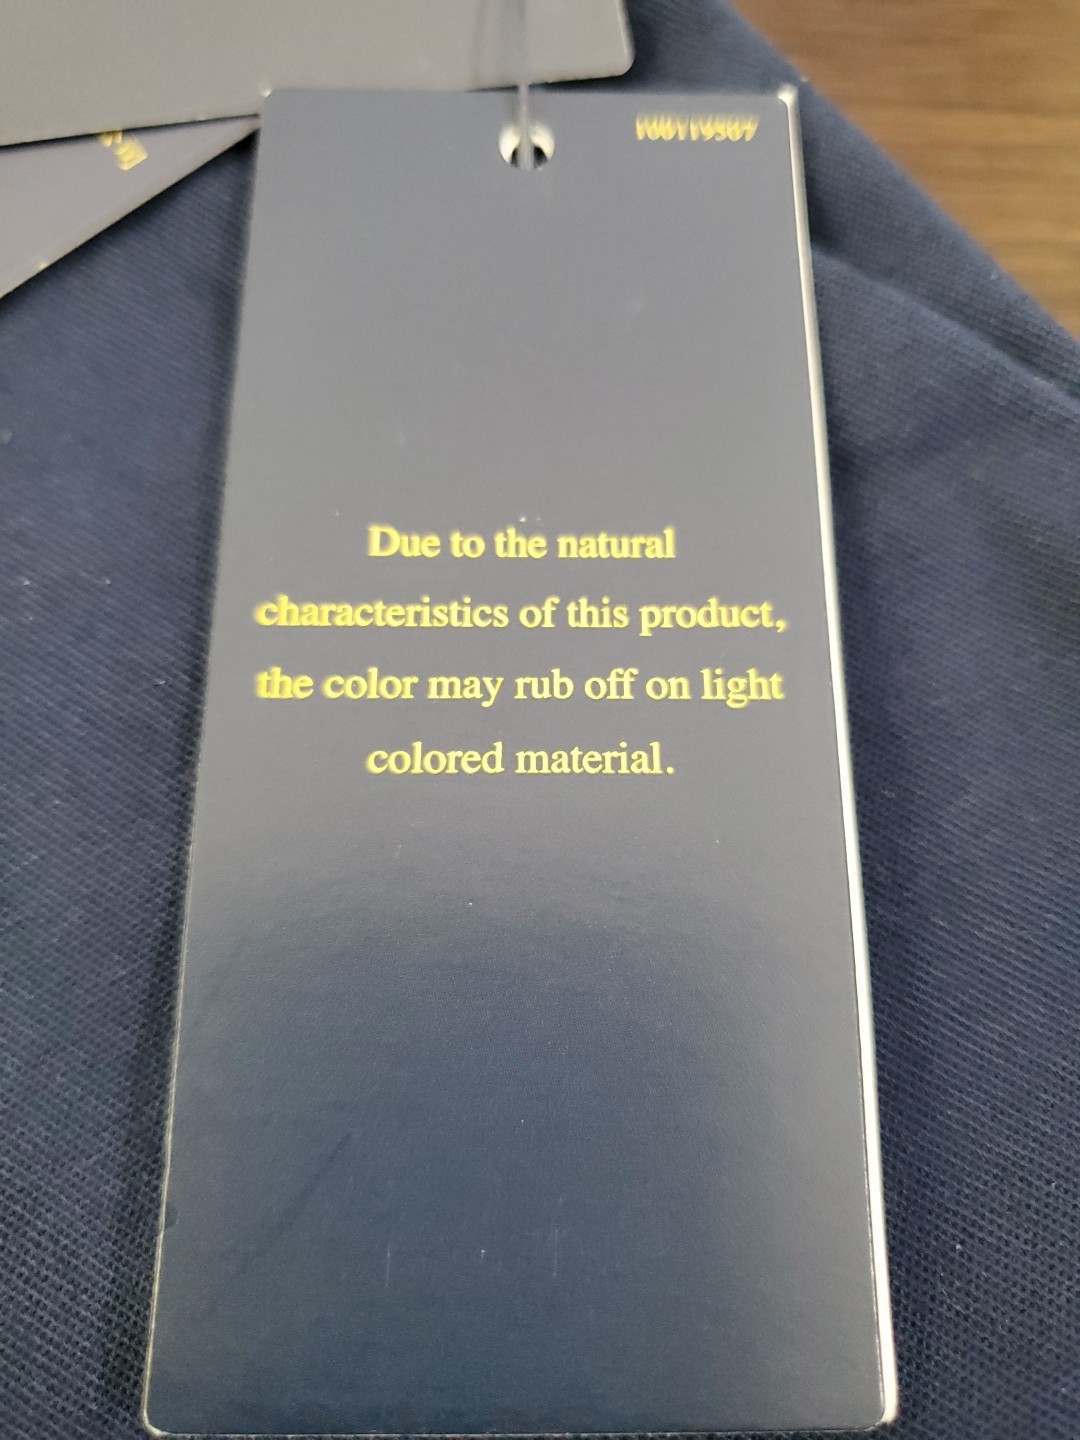 Due to the natural
characteristics of this product,
the color may rub off on light
colored material.